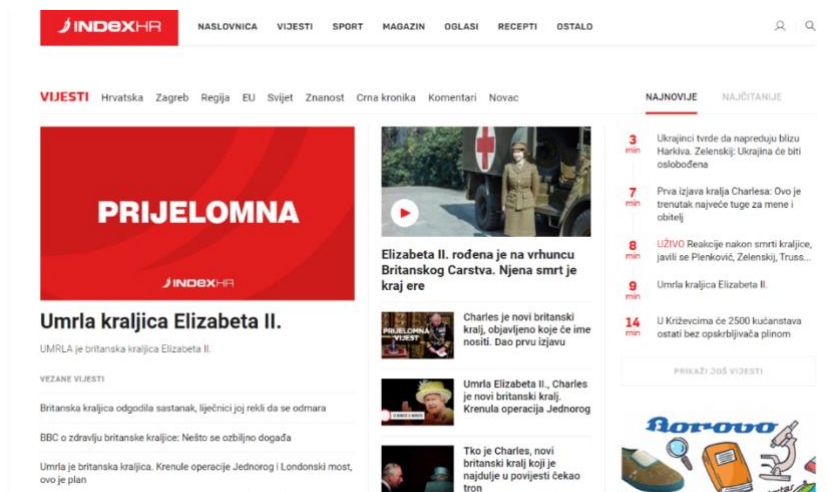 INDEXHR
NASLOVNICA VIJESTI SPORT MAGAZIN OGLASI RECEPTI OSTALO
VIJESTI Hrvatska Zagreb Regija EU Svijet Znanost Crna kronika Komentari Novac
PRIJELOMNA
INDEXHR
Umrla kraljica Elizabeta II.
UMRLA je britanska kraljica Elizabeta II.
VEZANE VIJESTI
Britanska kraljica odgodila sastanak, liječnici joj rekli da se odmara
BBC o zdravlju britanske kraljice: Nešto se ozbiljno događa
Umrla je britanska kraljica. Krenule operacije Jednorog i Londonski most,
ovo je plan
Elizabeta II. rođena je na vrhuncu
Britanskog Carstva. Njena smrt je
kraj ere
PRIJELOMNA
VIJEST
Charles je novi britanski
kralj, objavljeno koje će ime
nositi. Dao prvu izjavu
Umrla Elizabeta II., Charles
je novi britanski kralj.
Krenula operacija Jednorog
Tko je Charles, novi
britanski kralj koji je
najdulje u povijesti čekao
tron
NAJNOVIJE NAJČITANIJE
3
min
Ukrajinci tvrde da napreduju blizu
Harkiva. Zelenskij: Ukrajina će biti
oslobođena
7
min
Prva izjava kralja Charlesa: Ovo je
trenutak najveće tuge za mene i
obitelj
8
min
UŽIVO Reakcije nakon smrti kraljice,
javili se Plenković, Zelenskij, Truss...
9
min
Umrla kraljica Elizabeta II.
14
min
U Križevcima će 2500 kućanstava
ostati bez opskrbljivača plinom
PRIKAŽI JOŠ VIJESTI
Borovo